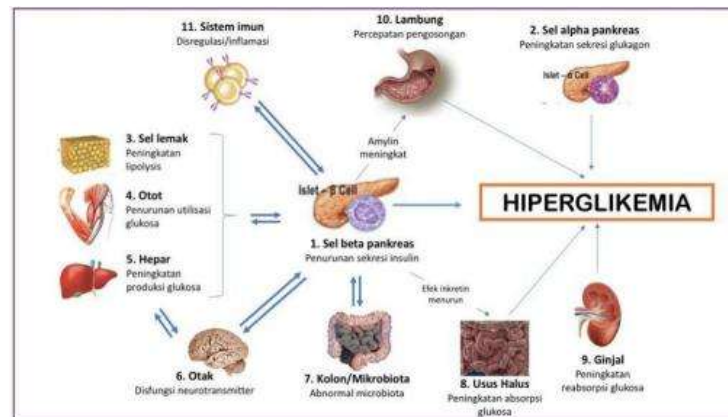 11. Sistem imun
Disregulasi/inflamasi
10. Lambung
Percepatan pengosongan
2. Sel alpha pankreas
Peningkatan sekresi glukagon
Islet – α Cell
3. Sel lemak
Peningkatan
lipolysis
Amylin
meningkat
4. Otot
Penurunan utilisasi
glukosa
Islet – β Cell
HIPERGLIKEMIA
1. Sel beta pankreas
Penurunan sekresi insulin
5. Hepar
Peningkatan
produksi glukosa
Efek inkretin
menurun
6. Otak
Disfungsi neurotransmitter
7. Kolon/Mikrobiota
Abnormal microbiota
8. Usus Halus
Peningkatan absorpsi
glukosa
9. Ginjal
Peningkatan
reabsorpsi glukosa